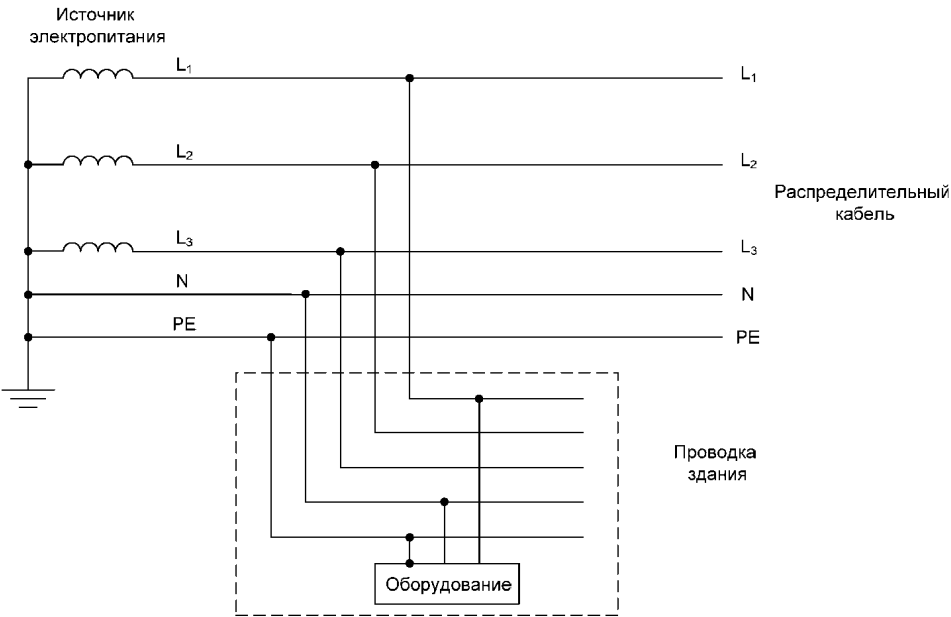 Источник
электропитания
L₁
L₁
L₂
L₂
Распределительный
кабель
L₃
L₃
N
N
PE
PE
Проводка
здания
Оборудование